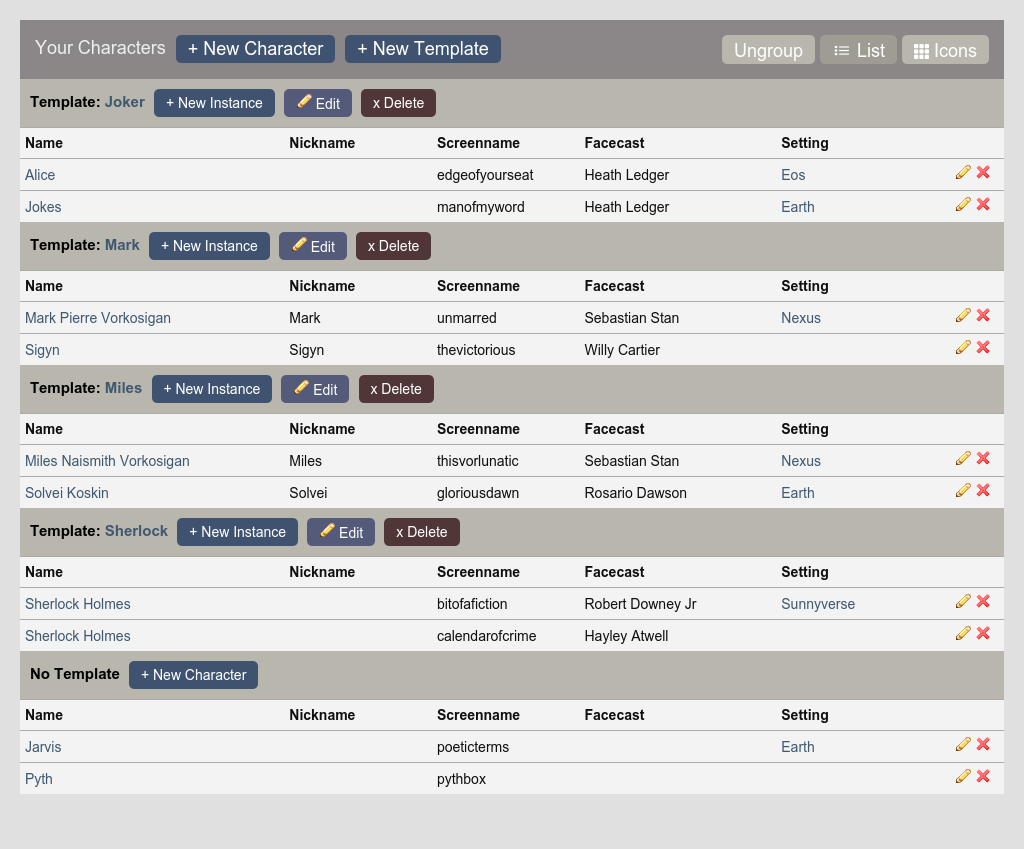 Your Characters + New Character + New Template Ungroup List Icons
Template: Joker + New Instance Edit x Delete
Name Nickname Screenname Facecast Setting
Alice edgeofyourseat Heath Ledger Eos
Jokes manofmyword Heath Ledger Earth
Template: Mark + New Instance Edit x Delete
Name Nickname Screenname Facecast Setting
Mark Pierre Vorkosigan Mark unmarred Sebastian Stan Nexus
Sigyn Sigyn thevictorious Willy Cartier
Template: Miles + New Instance Edit x Delete
Name Nickname Screenname Facecast Setting
Miles Naismith Vorkosigan Miles thisvorlunatic Sebastian Stan Nexus
Solvei Koskin Solvei gloriousdawn Rosario Dawson Earth
Template: Sherlock + New Instance Edit x Delete
Name Nickname Screenname Facecast Setting
Sherlock Holmes bitofafiction Robert Downey Jr Sunnyverse
Sherlock Holmes calendarofcrime Hayley Atwell
No Template + New Character
Name Nickname Screenname Facecast Setting
Jarvis poeticterms Earth
Pyth pythbox